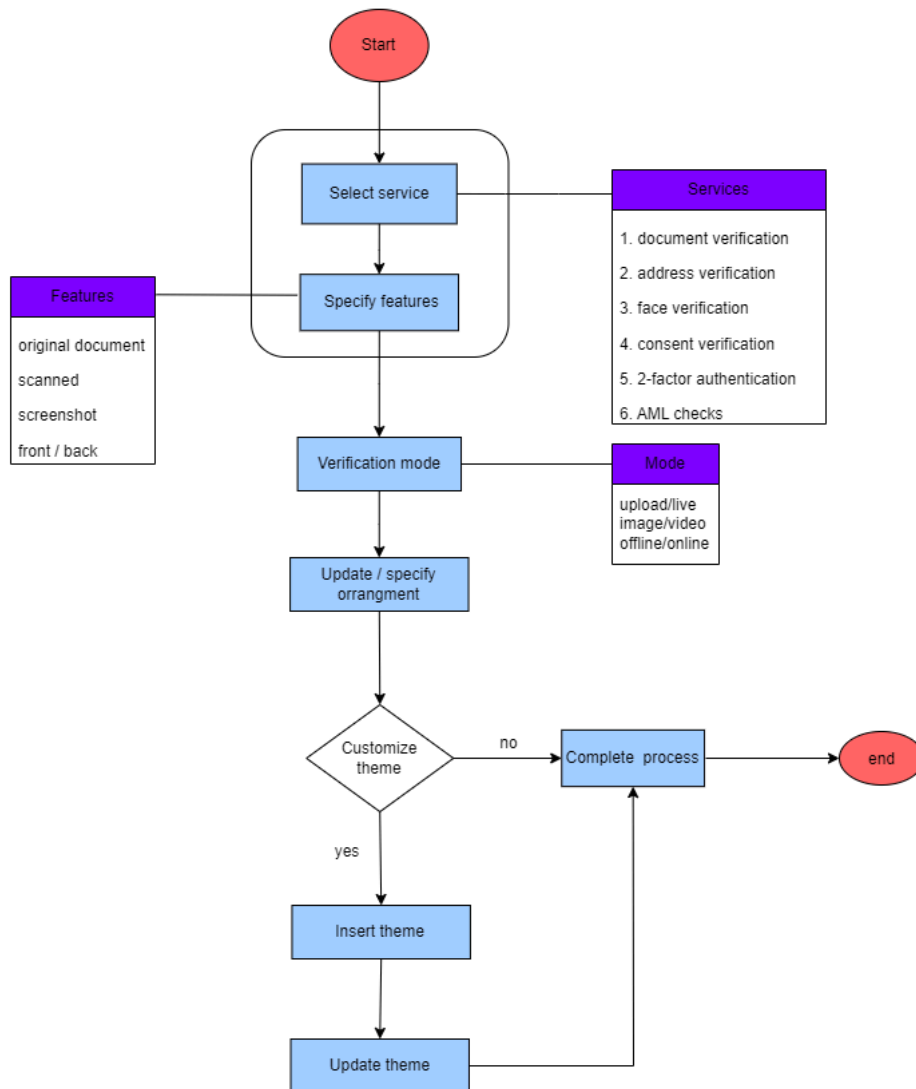 Start
Select service
Services
1. document verification
2. address verification
3. face verification
4. consent verification
5. 2-factor authentication
6. AML checks
Features
original document
scanned
screenshot
front / back
Specify features
Verification mode
Mode
upload/live
image/video
offline/online
Update / specify
orrangment
Customize
theme
no
Complete process
end
yes
Insert theme
Update theme